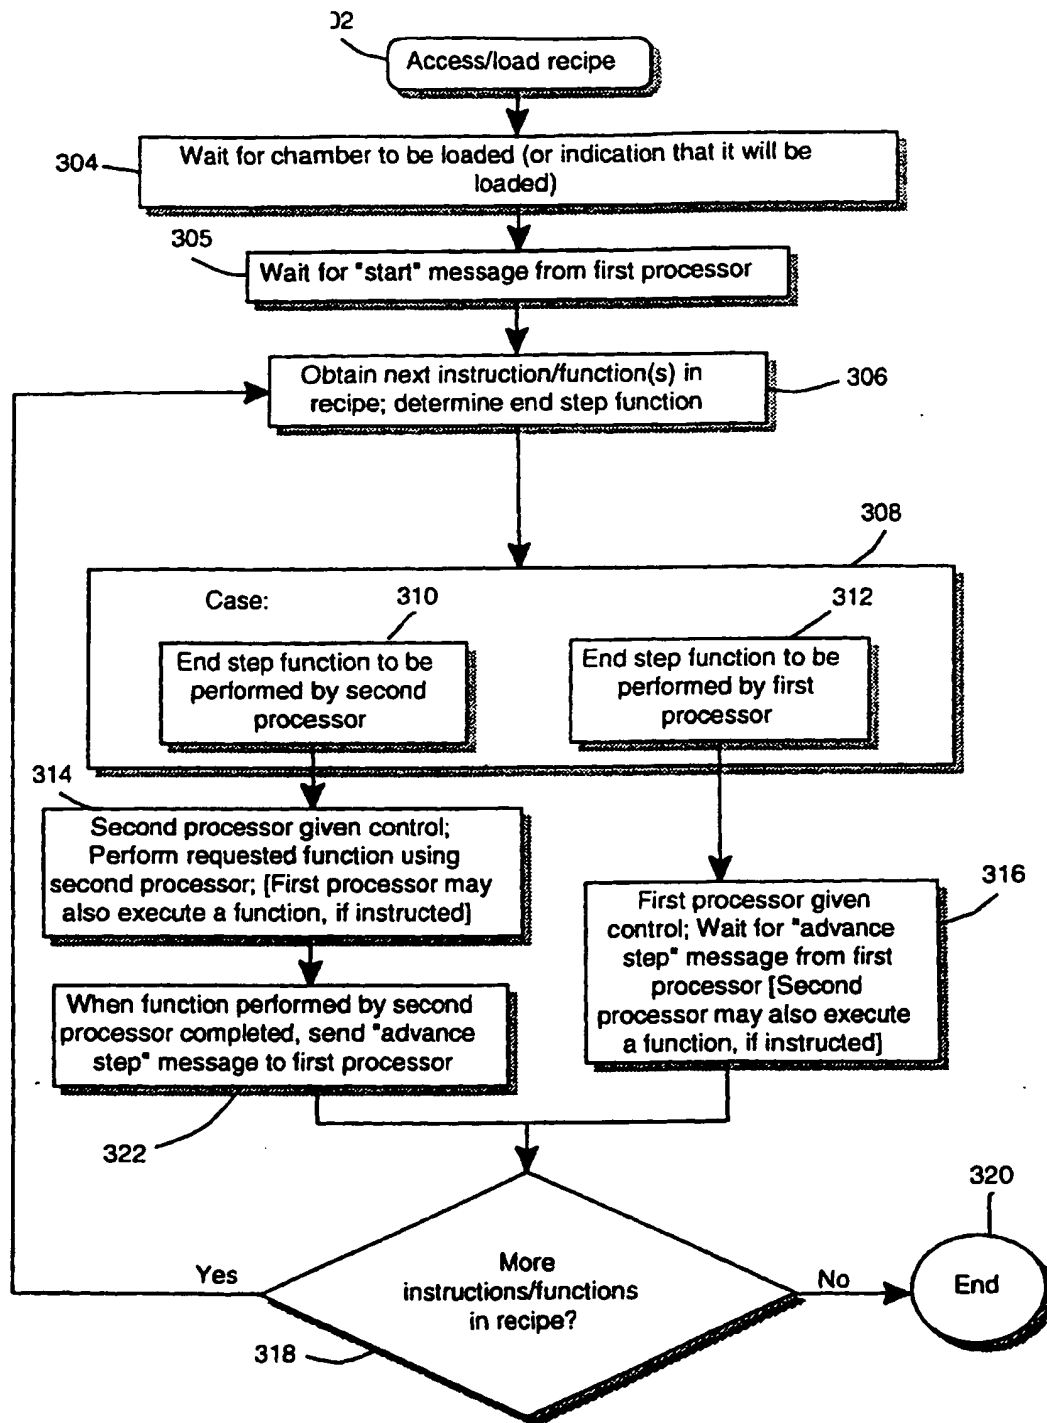 02
Access/load recipe
304
Wait for chamber to be loaded (or indication that it will be
loaded)
305
Wait for "start" message from first processor
Obtain next instruction/function(s) in
recipe; determine end step function
306
308
Case:
310
312
End step function to be
performed by second
processor
End step function to be
performed by first
processor
314
Second processor given control;
Perform requested function using
second processor; [First processor may
also execute a function, if instructed]
First processor given
control; Wait for "advance
step" message from first
processor [Second
processor may also execute
a function, if instructed]
316
When function performed by second
processor completed, send "advance
step" message to first processor
322
More
instructions/functions
in recipe?
Yes
No
318
320
End